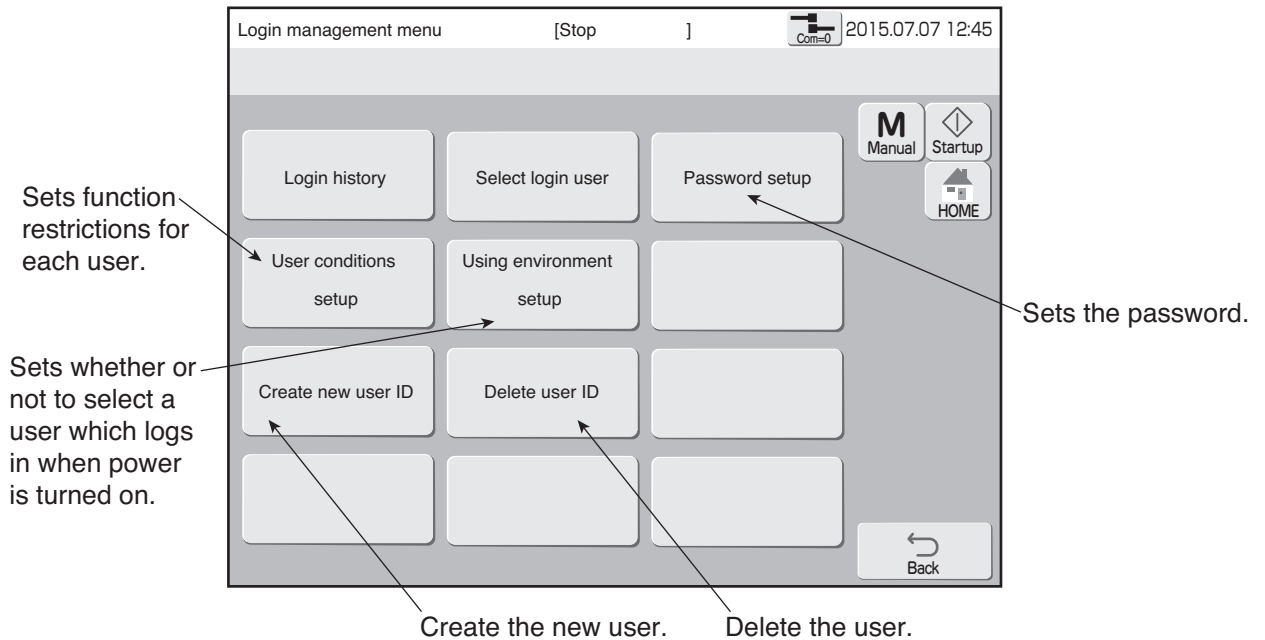 Login management menu [Stop ] Com=0 2015.07.07 12:45
M
Manual
Startup
HOME
Login history
Select login user
Password setup
Sets function
restrictions for
each user.
User conditions
setup
Using environment
setup
Sets the password.
Sets whether or
not to select a
user which logs
in when power
is turned on.
Create new user ID
Delete user ID
Back
Create the new user.
Delete the user.